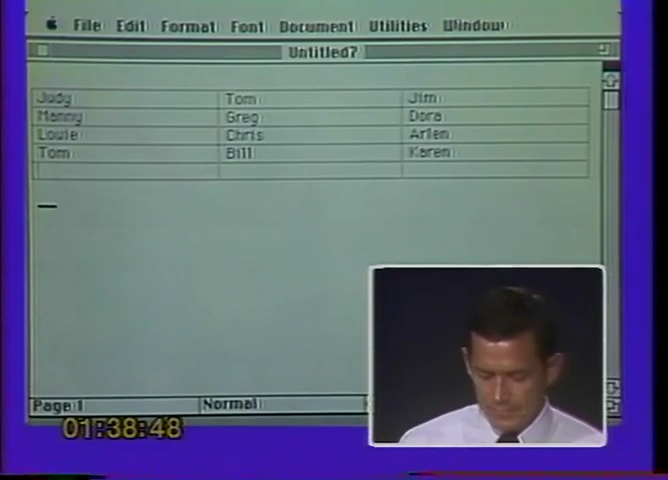 File Edit Format Font Document Utilities Window
Untitled7
Judy Tom Jim
Manny Greg Dora
Louie Chris Arlen
Tom Bill Karen
Page 1 Normal
01:38:48